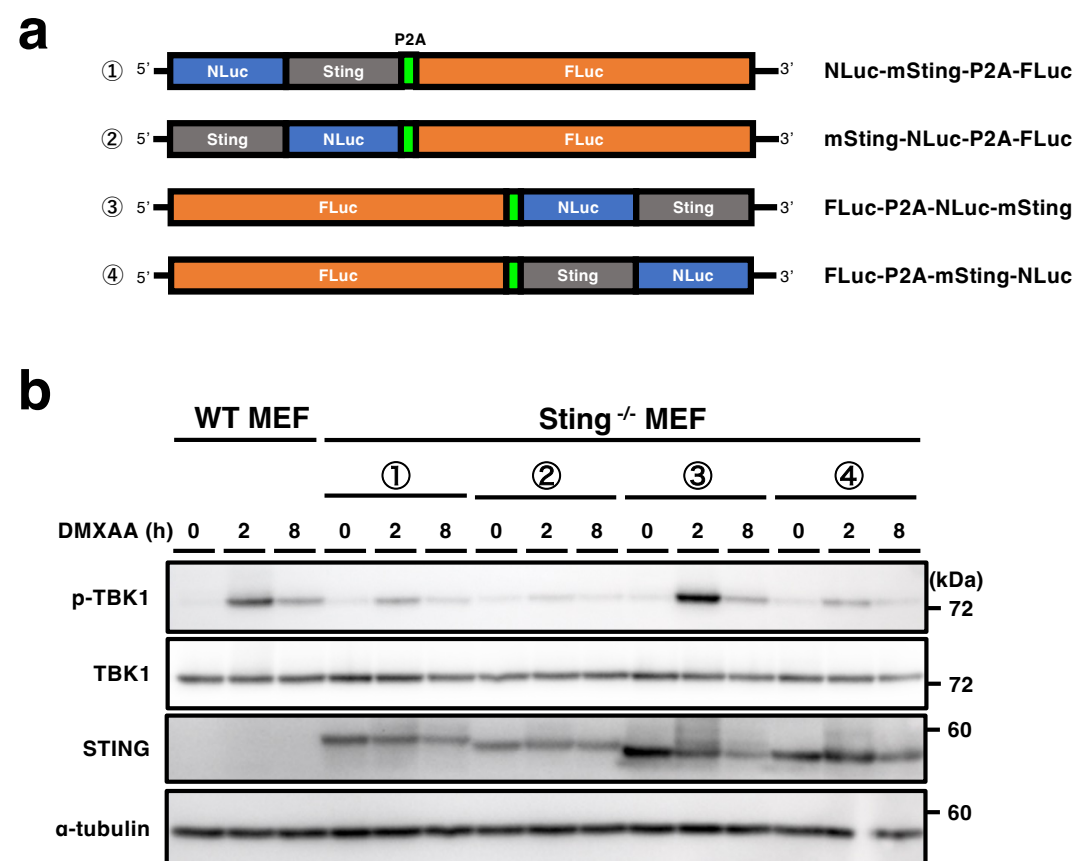 a
P2A
① 5’ NLuc Sting FLuc 3’ NLuc-mSting-P2A-FLuc
② 5’ Sting NLuc FLuc 3’ mSting-NLuc-P2A-FLuc
③ 5’ FLuc NLuc Sting 3’ FLuc-P2A-NLuc-mSting
④ 5’ FLuc Sting NLuc 3’ FLuc-P2A-mSting-NLuc
b
WT MEF Sting -/- MEF
① ② ③ ④
DMXAA (h) 0 2 8 0 2 8 0 2 8 0 2 8 0 2 8
(kDa)
p-TBK1 72
TBK1 72
60
STING
60
α-tubulin